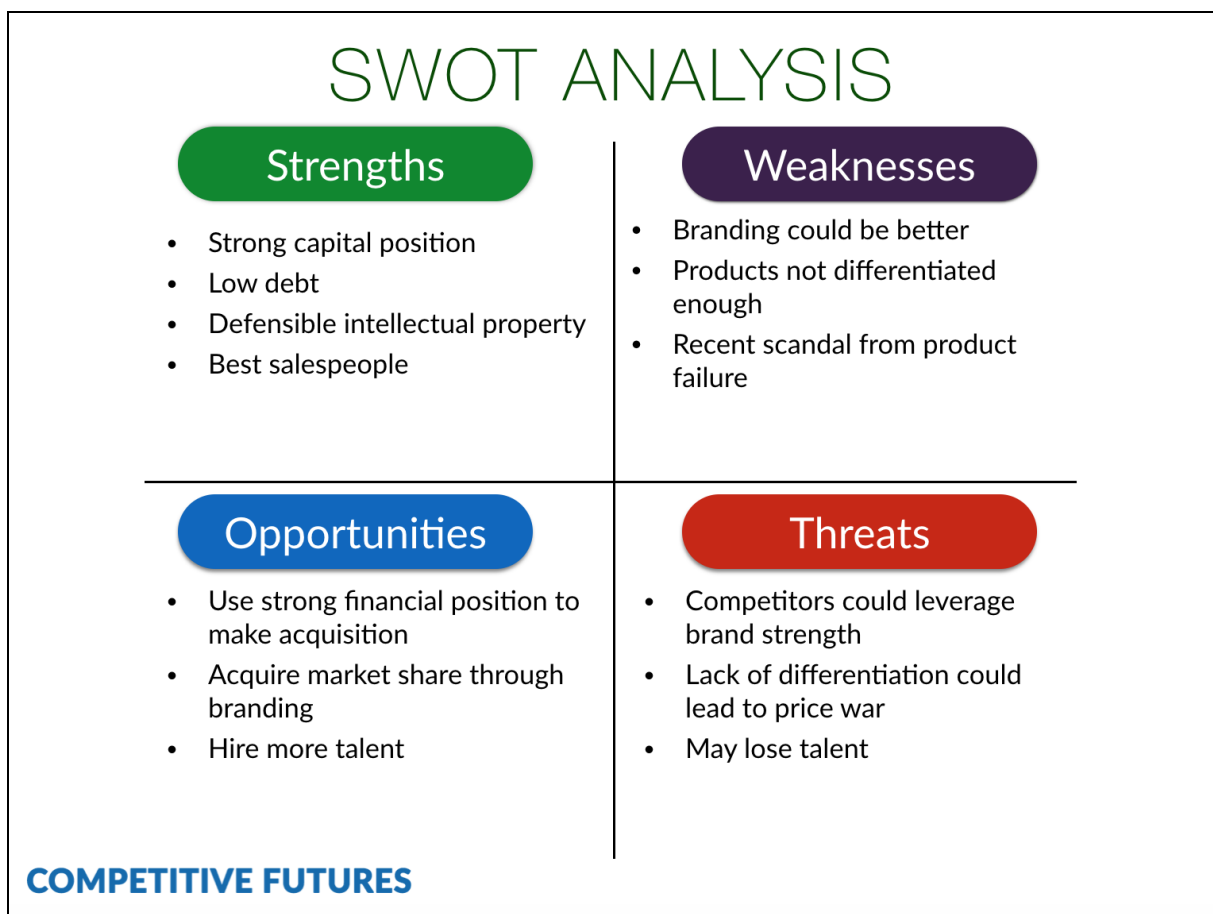 SWOT ANALYSIS
Strengths
• Strong capital position
• Low debt
• Defensible intellectual property
• Best salespeople
Weaknesses
• Branding could be better
• Products not differentiated
enough
• Recent scandal from product
failure
Opportunities
• Use strong financial position to
make acquisition
• Acquire market share through
branding
• Hire more talent
Threats
• Competitors could leverage
brand strength
• Lack of differentiation could
lead to price war
• May lose talent
COMPETITIVE FUTURES